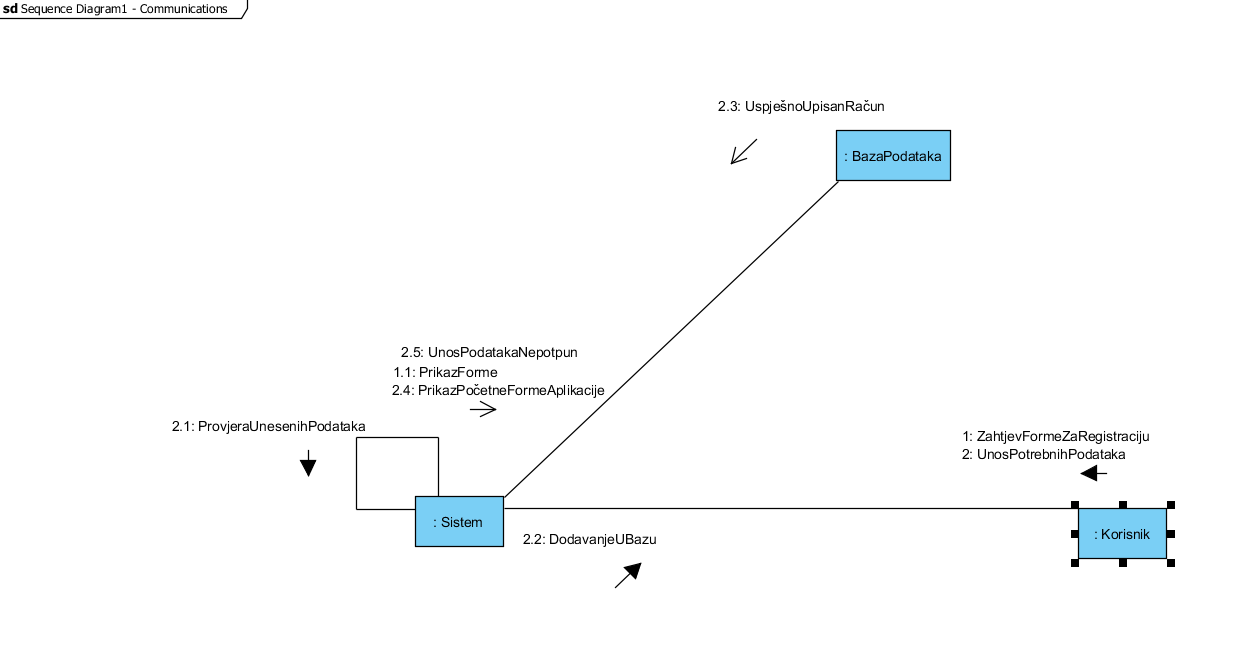 sd Sequence Diagram1 - Communications
2.3: UspješnoUpisanRačun
: BazaPodataka
2.5: UnosPodatakaNepotpun
1.1: PrikazForme
2.4: PrikazPočetneFormeAplikacije
2.1: ProvjeraUnesenihPodataka
1: ZahtjevFormeZaRegistraciju
2: UnosPotrebnihPodataka
: Sistem
2.2: DodavanjeUBazu
: Korisnik